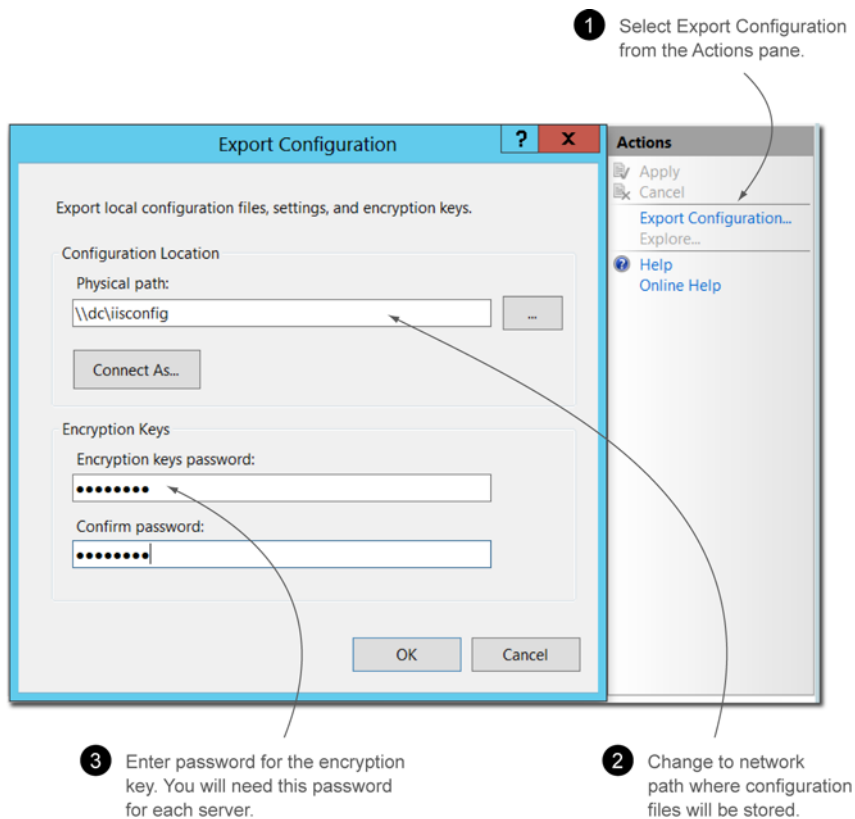 1 Select Export Configuration
from the Actions pane.
Export Configuration ? x
Export local configuration files, settings, and encryption keys.
Configuration Location
Physical path:
\\dc\iisconfig ...
Connect As...
Encryption Keys
Encryption keys password:
••••••••
Confirm password:
••••••••
OK Cancel
Actions
Apply
Cancel
Export Configuration...
Explore...
? Help
Online Help
3 Enter password for the encryption
key. You will need this password
for each server.
2 Change to network
path where configuration
files will be stored.